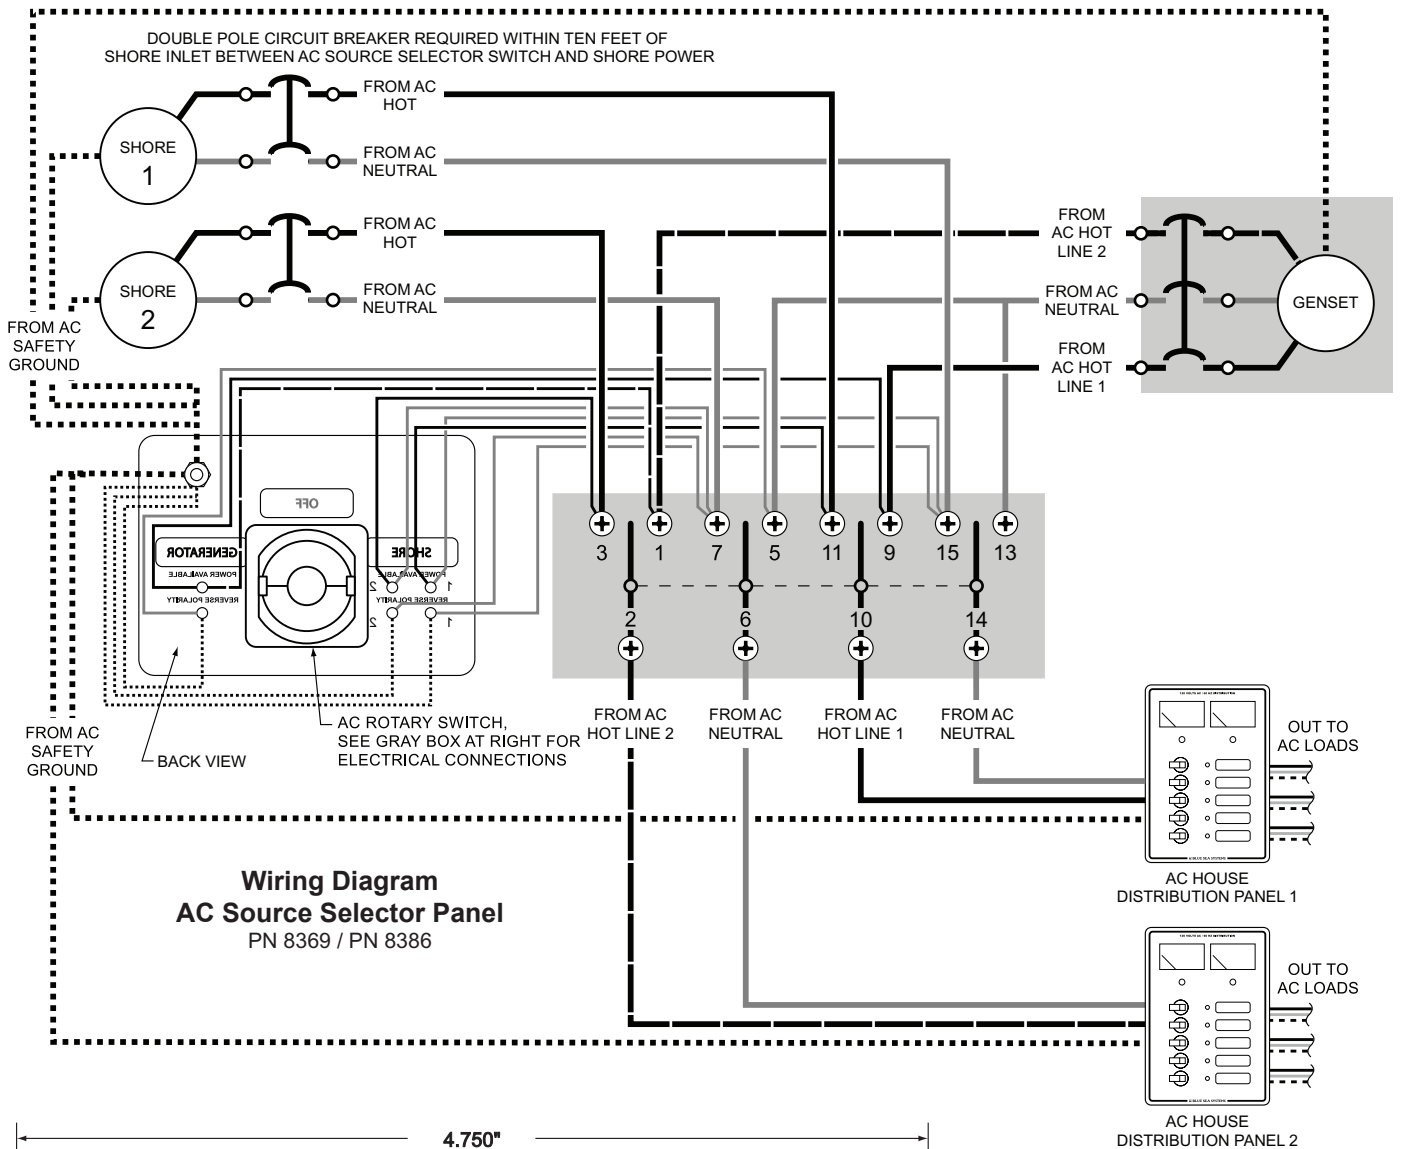 DOUBLE POLE CIRCUIT BREAKER REQUIRED WITHIN TEN FEET OF
SHORE INLET BETWEEN AC SOURCE SELECTOR SWITCH AND SHORE POWER
FROM AC
HOT
SHORE
1
FROM AC
NEUTRAL
FROM AC
HOT
SHORE
2
FROM AC
NEUTRAL
FROM
AC HOT
LINE 2
FROM AC
NEUTRAL
FROM
AC HOT
LINE 1
GENSET
FROM AC
SAFETY
GROUND
OFF
GENERATOR
SHORE
POWER AVAILABLE
POWER AVAILABLE
2
1
REVERSE POLARITY
REVERSE POLARITY
2
1
3
1
7
5
11
9
15
13
2
6
10
14
FROM AC
HOT LINE 2
FROM AC
NEUTRAL
FROM AC
HOT LINE 1
FROM AC
NEUTRAL
AC ROTARY SWITCH,
SEE GRAY BOX AT RIGHT FOR
ELECTRICAL CONNECTIONS
BACK VIEW
FROM AC
SAFETY
GROUND
OUT TO
AC LOADS
BLUE SEA SYSTEMS
AC HOUSE
DISTRIBUTION PANEL 1
Wiring Diagram
AC Source Selector Panel
PN 8369 / PN 8386
OUT TO
AC LOADS
BLUE SEA SYSTEMS
AC HOUSE
DISTRIBUTION PANEL 2
4.750"